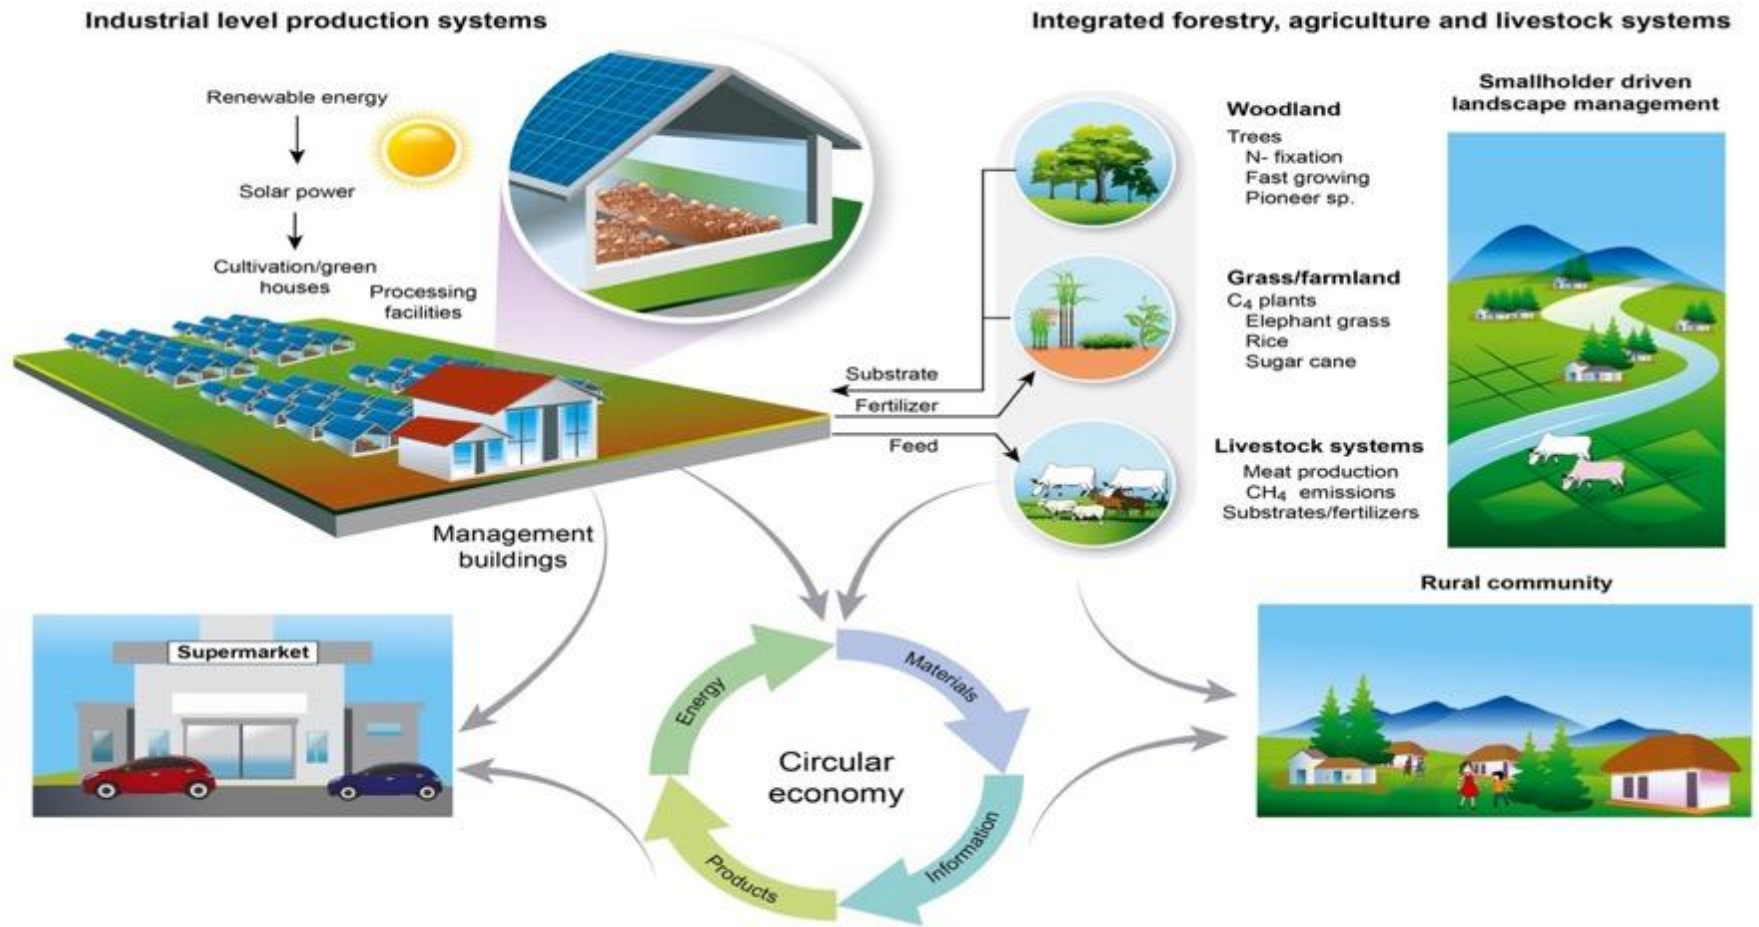 Industrial level production systems
Integrated forestry, agriculture and livestock systems
Renewable energy
Solar power
Cultivation/green
houses
Processing
facilities
Management
buildings
Substrate
Fertilizer
Feed
Woodland
Trees
N- fixation
Fast growing
Pioneer sp.
Grass/farmland
C₄ plants
Elephant grass
Rice
Sugar cane
Livestock systems
Meat production
CH₄ emissions
Substrates/fertilizers
Smallholder driven
landscape management
Rural community
Supermarket
Circular
economy
Energy
Materials
Information
Products